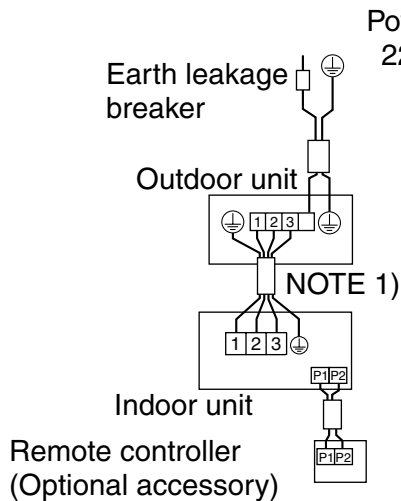 Po
22
Earth leakage
breaker
Outdoor unit
1 2 3
NOTE 1)
1 2 3
P1 P2
Indoor unit
P1 P2
Remote controller
(Optional accessory)